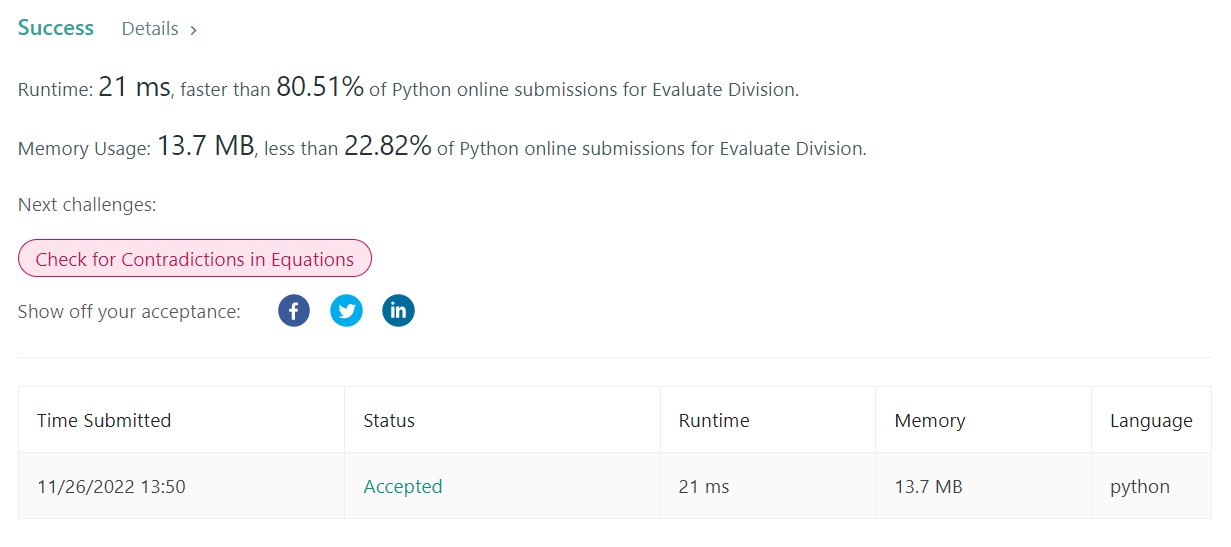 Success Details >
Runtime: 21 ms, faster than 80.51% of Python online submissions for Evaluate Division.
Memory Usage: 13.7 MB, less than 22.82% of Python online submissions for Evaluate Division.
Next challenges:
Check for Contradictions in Equations
Show off your acceptance: f in
Time Submitted Status Runtime Memory Language
11/26/2022 13:50 Accepted 21 ms 13.7 MB python